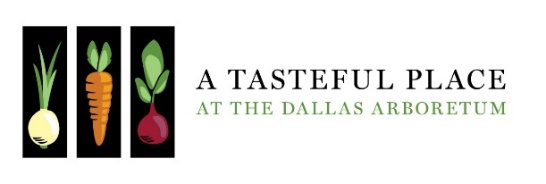 A TASTEFUL PLACE
AT THE DALLAS ARBORETUM